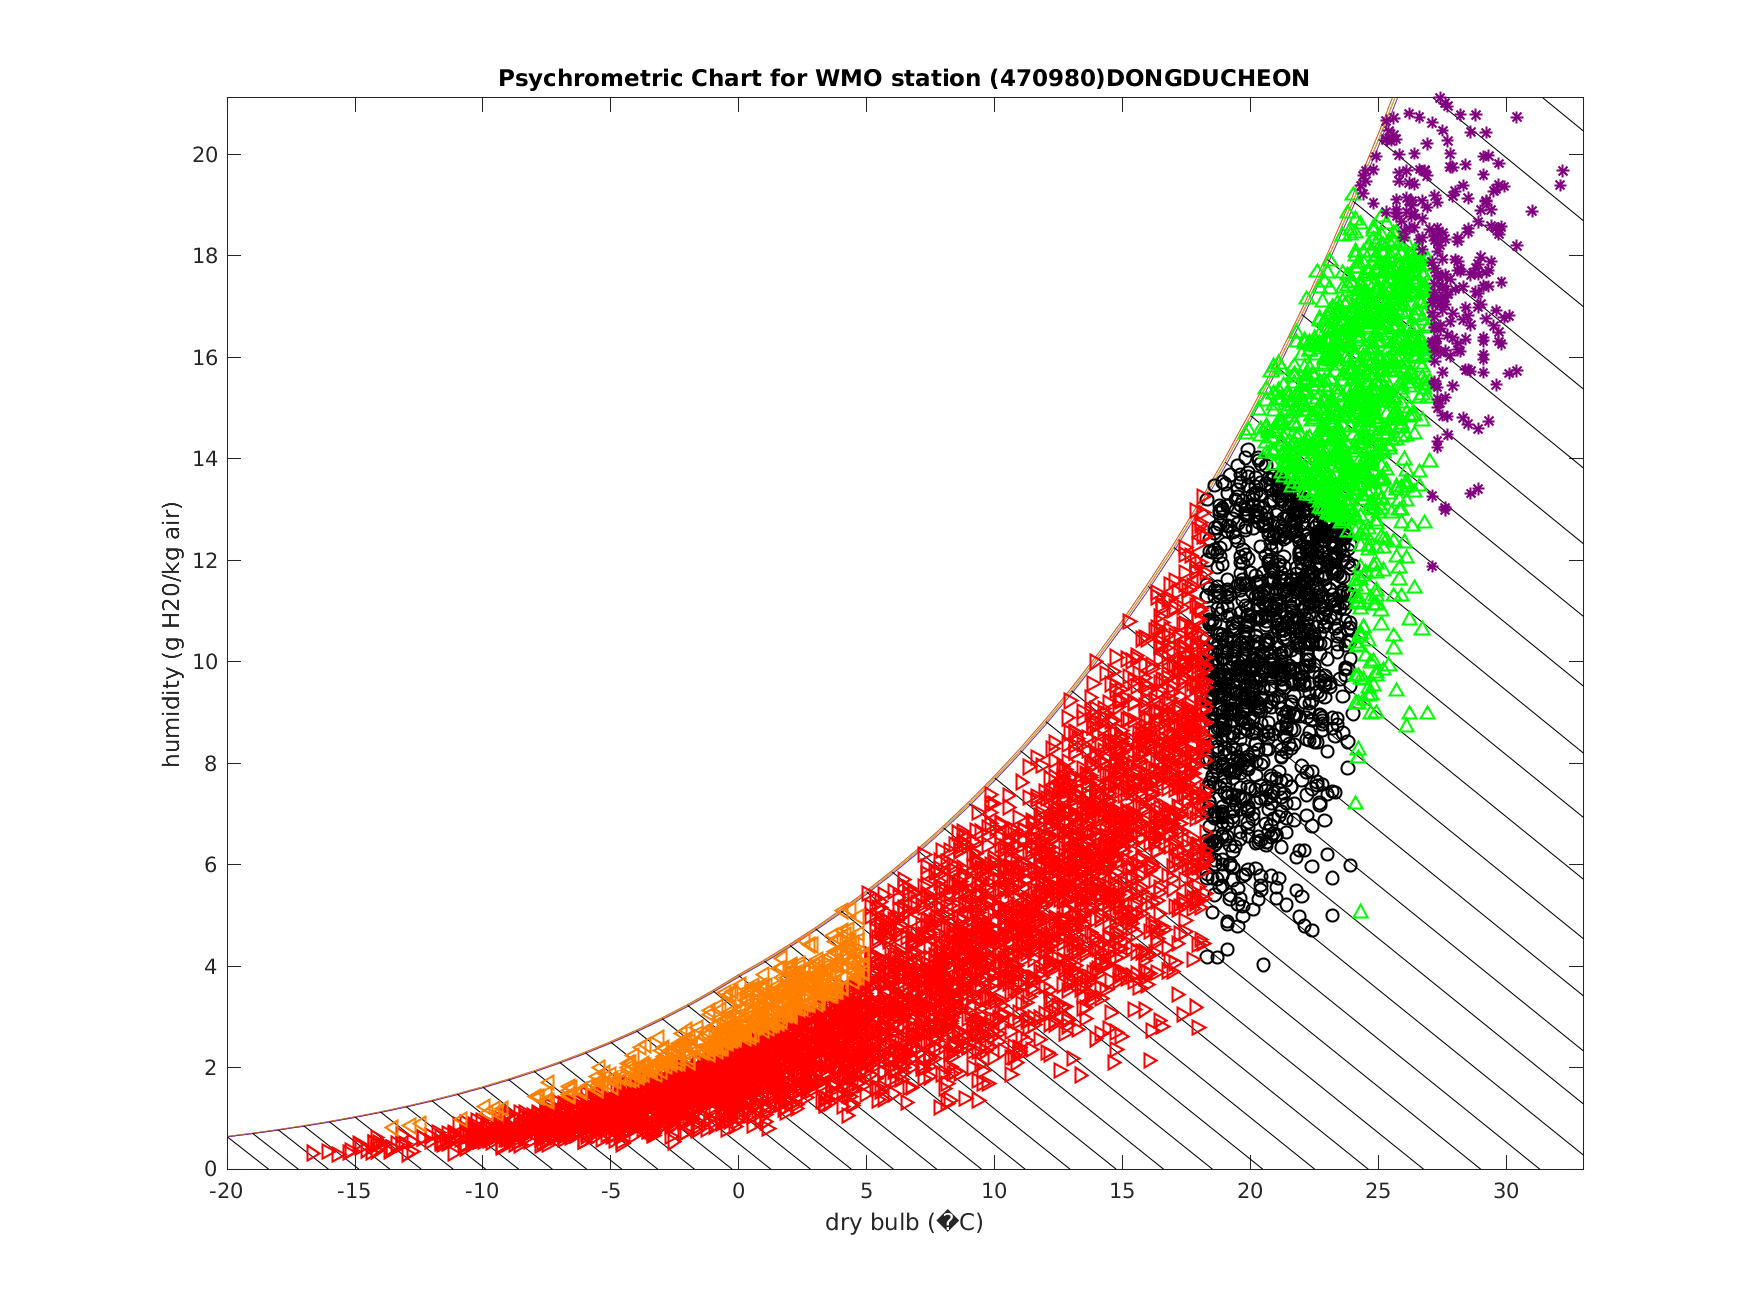 Psychrometric Chart for WMO station (470980)DONGDUCHEON
20
18
16
14
12
10
8
6
4
2
0
humidity (g H20/kg air)
-20 -15 -10 -5 0 5 10 15 20 25 30
dry bulb (�C)